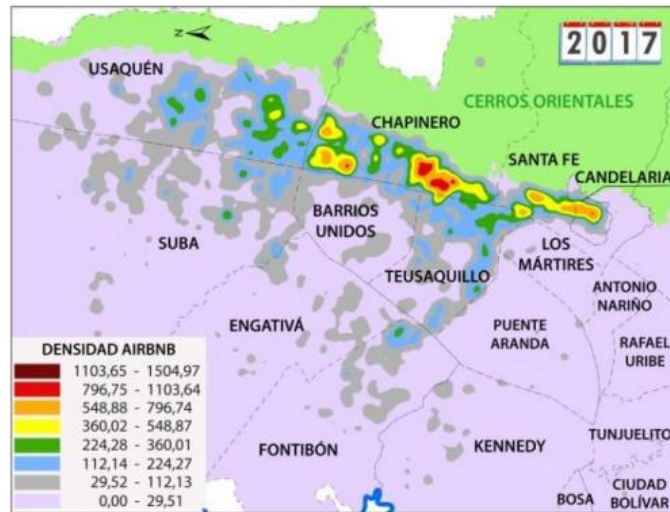 2017
N
USAQUÉN
CHAPINERO
CERROS ORIENTALES
SANTA FE
CANDELARIA
BARRIOS
UNIDOS
SUBA
LOS
MÁRTIRES
TEUSAQUILLO
ANTONIO
NARIÑO
ENGATIVÁ
PUENTE
ARANDA
RAFAEL
URIBE
FONTIBÓN
KENNEDY
TUNJUELITO
BOSA
CIUDAD
BOLÍVAR
DENSIDAD AIRBNB
1103,65 - 1504,97
796,75 - 1103,64
548,88 - 796,74
360,02 - 548,87
224,28 - 360,01
112,14 - 224,27
29,52 - 112,13
0,00 - 29,51